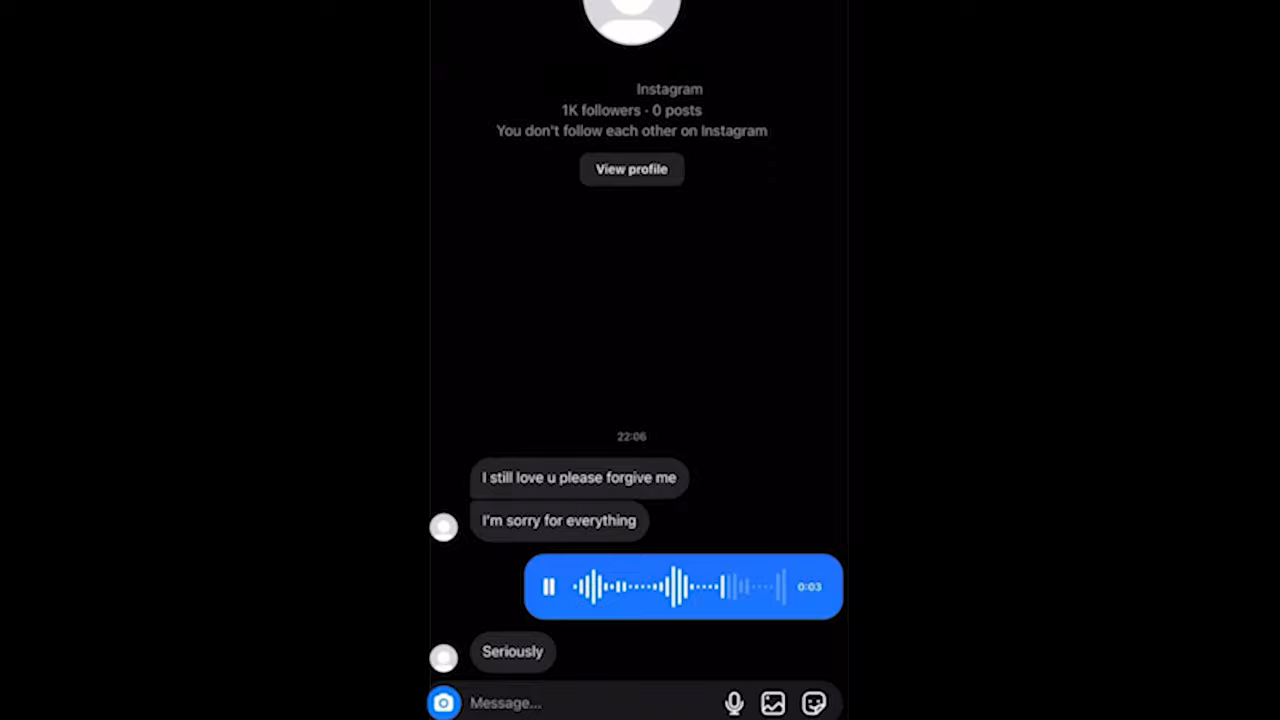 Instagram
1K followers · 0 posts
You don't follow each other on Instagram
View profile
22:06
I still love u please forgive me
I'm sorry for everything
0:03
Seriously
Message...